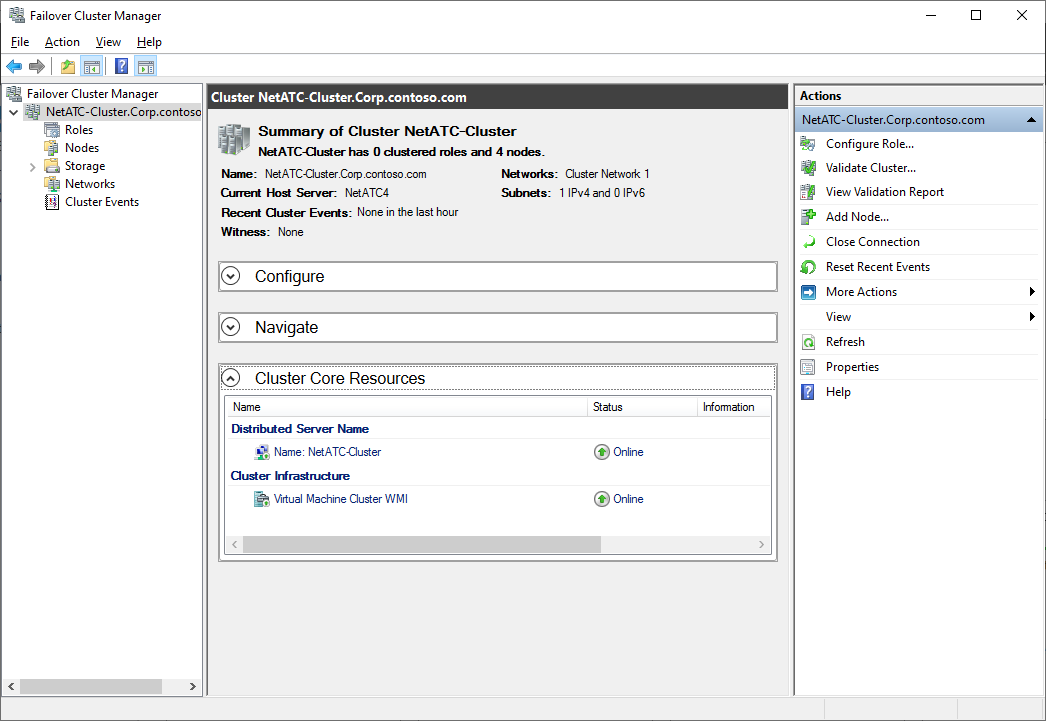 Failover Cluster Manager
File Action View Help
Failover Cluster Manager
NetATC-Cluster.Corp.contoso
Roles
Nodes
Storage
Networks
Cluster Events
Cluster NetATC-Cluster.Corp.contoso.com
Summary of Cluster NetATC-Cluster
NetATC-Cluster has 0 clustered roles and 4 nodes.
Name: NetATC-Cluster.Corp.contoso.com Networks: Cluster Network 1
Current Host Server: NetATC4 Subnets: 1 IPv4 and 0 IPv6
Recent Cluster Events: None in the last hour
Witness: None
Configure
Navigate
Cluster Core Resources
Name Status Information
Distributed Server Name
Name: NetATC-Cluster Online
Cluster Infrastructure
Virtual Machine Cluster WMI Online
Actions
NetATC-Cluster.Corp.contoso.com
Configure Role...
Validate Cluster...
View Validation Report
Add Node...
Close Connection
Reset Recent Events
More Actions
View
Refresh
Properties
Help